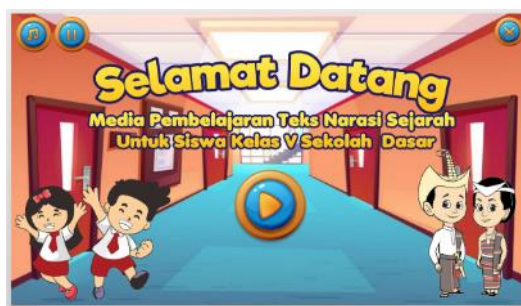 Selamat Datang
Media Pembelajaran Teks Narasi Sejarah
Untuk Siswa Kelas V Sekolah Dasar